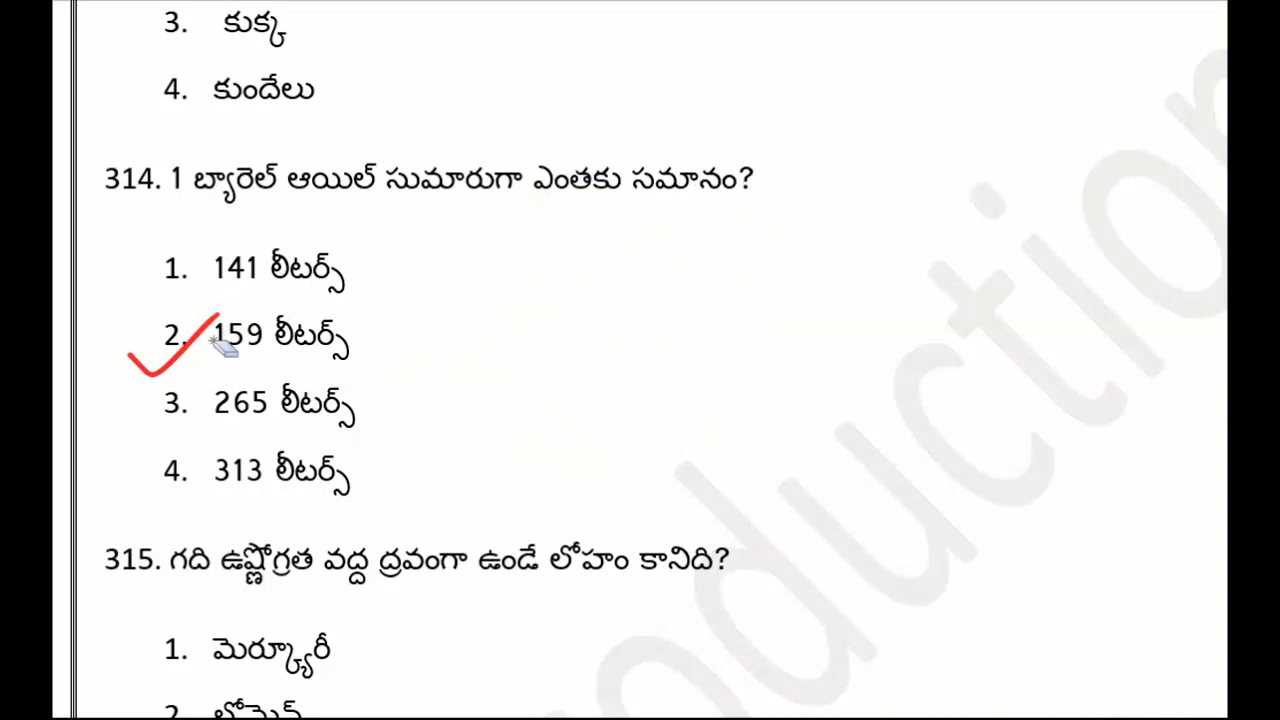 3. కుక్క
4. కుందేలు
314. 1 బ్యారెల్ ఆయిల్ సుమారుగా ఎంతకు సమానం?
1. 141 లీటర్స్
2. 159 లీటర్స్
3. 265 లీటర్స్
4. 313 లీటర్స్
315. గది ఉష్ణోగ్రత వద్ద ద్రవంగా ఉండే లోహం కానిది?
1. మెర్క్యూరీ
2.